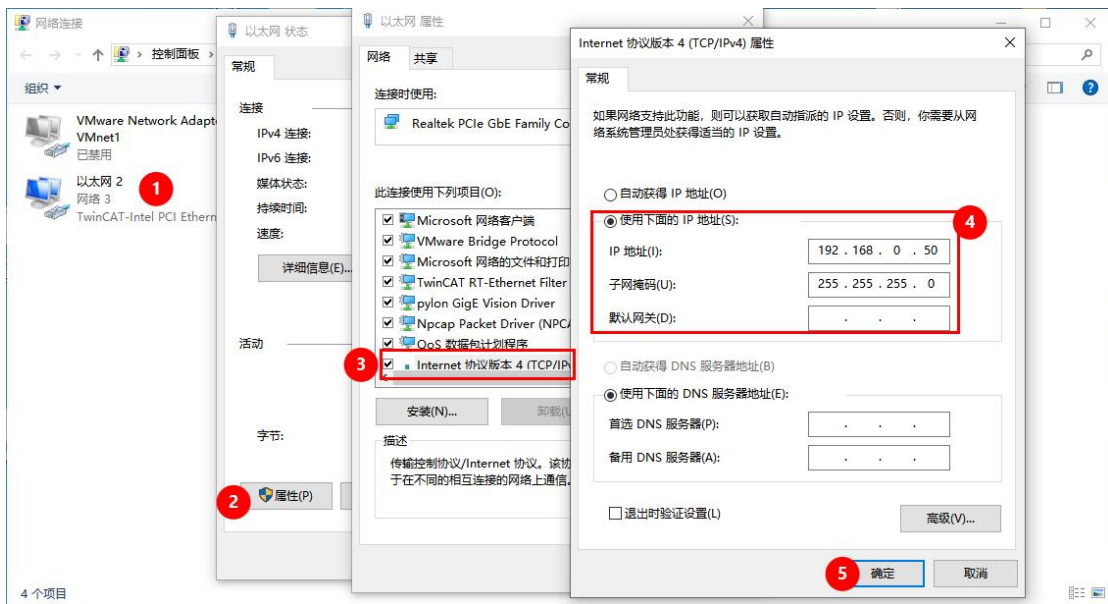 网络连接
控制面板
组织
VMware Network Adapt
VMnet1
已禁用
以太网 2
网络 3
TwinCAT-Intel PCI Ethern
1
4 个项目
以太网 状态
常规
连接
IPv4 连接:
IPv6 连接:
媒体状态:
持续时间:
速度:
详细信息(E)...
活动
字节:
属性(P)
2
以太网 属性
网络
共享
连接时使用:
Realtek PCIe GbE Family Co
此连接使用下列项目(O):
Microsoft 网络客户端
VMware Bridge Protocol
Microsoft 网络的文件和打印
TwinCAT RT-Ethernet Filter
pylon GigE Vision Driver
Npcap Packet Driver (NPCA
QoS 数据包计划程序
3
Internet 协议版本 4 (TCP/IPv
安装(N)...
卸载(U
描述
传输控制协议/Internet 协议。该协
于在不同的相互连接的网络上通信。
Internet 协议版本 4 (TCP/IPv4) 属性
常规
如果网络支持此功能，则可以获取自动指派的 IP 设置。否则，你需要从网
络系统管理员处获得适当的 IP 设置。
自动获得 IP 地址(O)
使用下面的 IP 地址(S):
4
IP 地址(I):
192 . 168 . 0 . 50
子网掩码(U):
255 . 255 . 255 . 0
默认网关(D):
. . .
自动获得 DNS 服务器地址(B)
使用下面的 DNS 服务器地址(E):
首选 DNS 服务器(P):
. . .
备用 DNS 服务器(A):
. . .
退出时验证设置(L)
高级(V)...
5
确定
取消